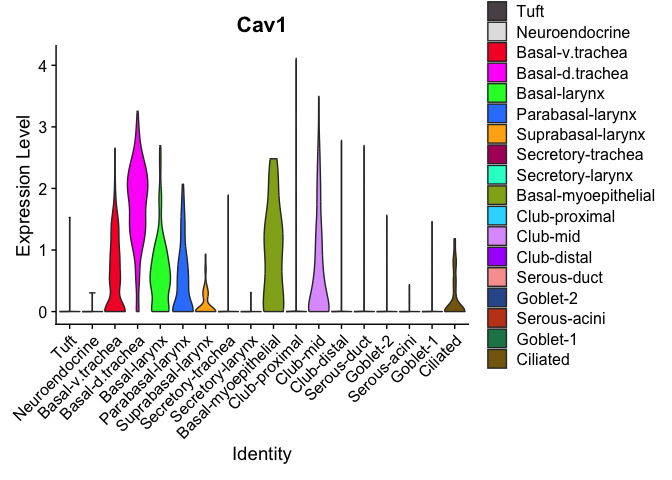 Cav1
Expression Level
4
3
2
1
0
Tuft
Neuroendocrine
Basal-v.trachea
Basal-d.trachea
Basal-larynx
Parabasal-larynx
Suprabasal-larynx
Secretory-trachea
Secretory-larynx
Basal-myoepithelial
Club-proximal
Club-mid
Club-distal
Serous-duct
Goblet-2
Serous-acini
Goblet-1
Ciliated
Identity
Tuft
Neuroendocrine
Basal-v.trachea
Basal-d.trachea
Basal-larynx
Parabasal-larynx
Suprabasal-larynx
Secretory-trachea
Secretory-larynx
Basal-myoepithelial
Club-proximal
Club-mid
Club-distal
Serous-duct
Goblet-2
Serous-acini
Goblet-1
Ciliated